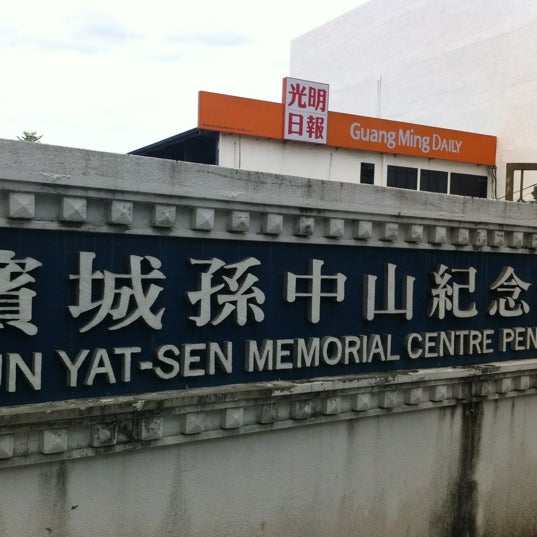 光明
日報
Guang Ming DAILY
檳城孫中山紀念
UN YAT-SEN MEMORIAL CENTRE PEN